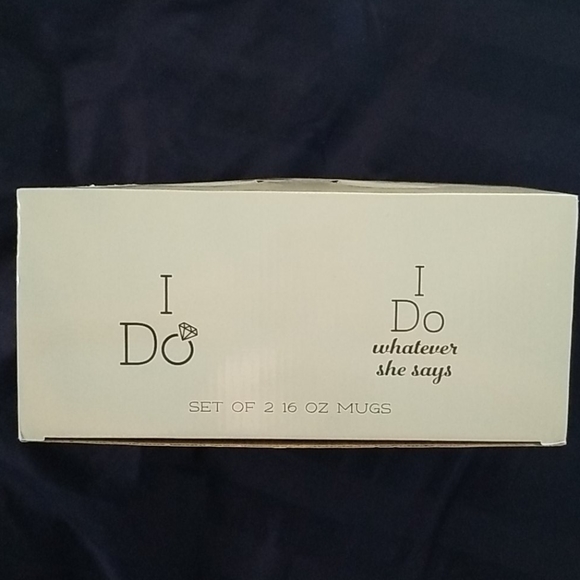 I
Do
I
Do
whatever
she says
SET OF 2 16 OZ MUGS